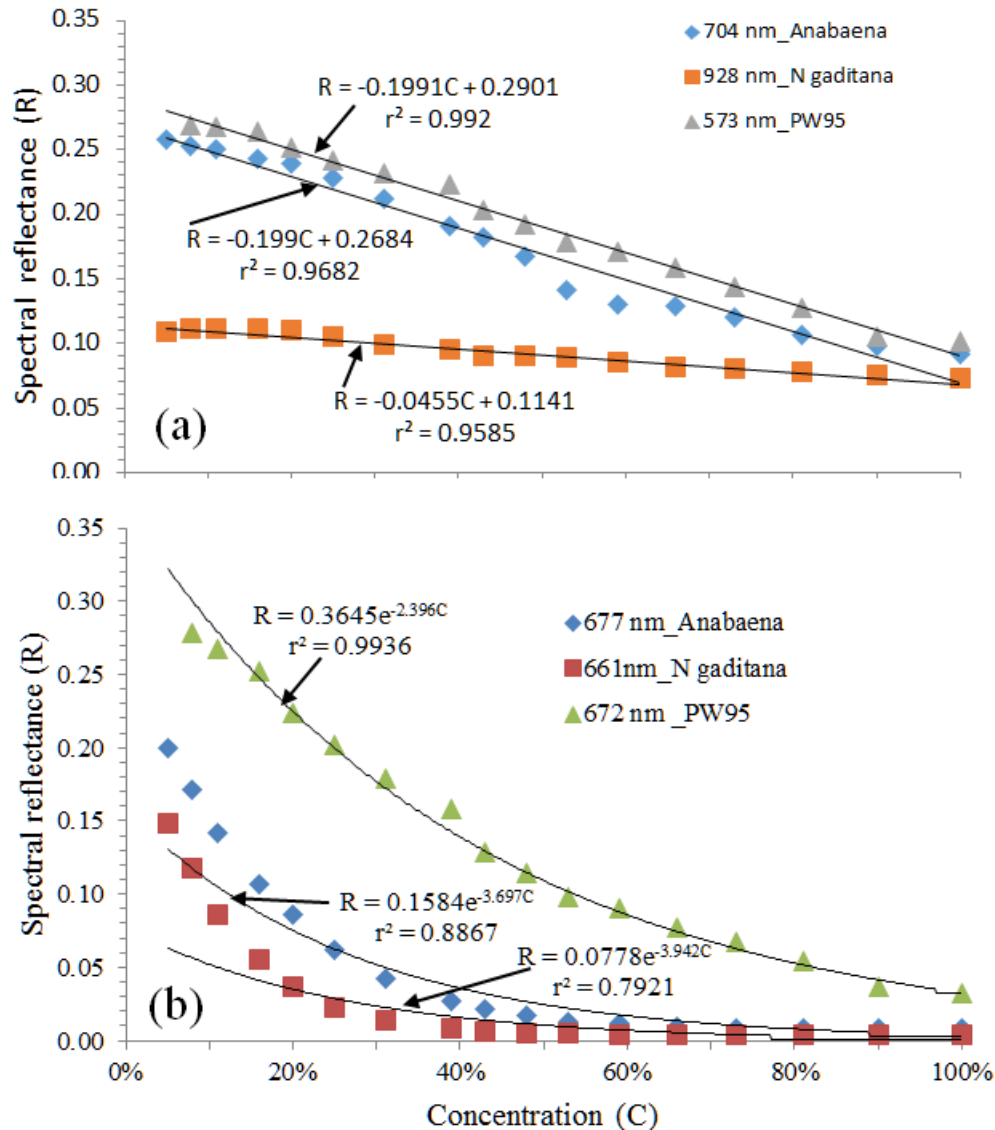 704 nm_Anabaena
928 nm_N gaditana
573 nm_PW95
R = -0.1991C + 0.2901
r² = 0.992
R = -0.199C + 0.2684
r² = 0.9682
R = -0.0455C + 0.1141
r² = 0.9585
(a)
Spectral reflectance (R)
0.35
0.30
0.25
0.20
0.15
0.10
0.05
0.00
677 nm_Anabaena
661nm_N gaditana
672 nm _PW95
R = 0.3645e^-2.396C
r² = 0.9936
R = 0.1584e^-3.697C
r² = 0.8867
R = 0.0778e^-3.942C
r² = 0.7921
(b)
Spectral reflectance (R)
0.35
0.30
0.25
0.20
0.15
0.10
0.05
0.00
0% 20% 40% 60% 80% 100%
Concentration (C)